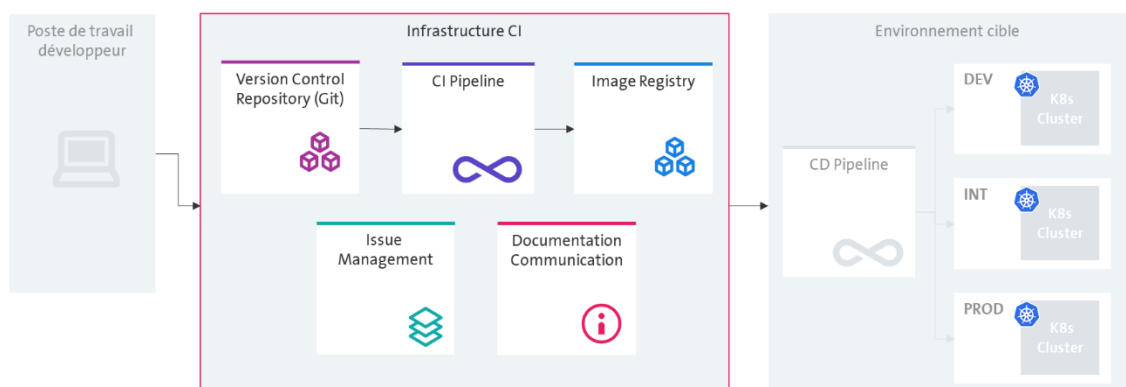 Poste de travail
développeur
Infrastructure CI
Version Control
Repository (Git)
CI Pipeline
Image Registry
Issue
Management
Documentation
Communication
Environnement cible
CD Pipeline
DEV
K8s
Cluster
INT
K8s
Cluster
PROD
K8s
Cluster